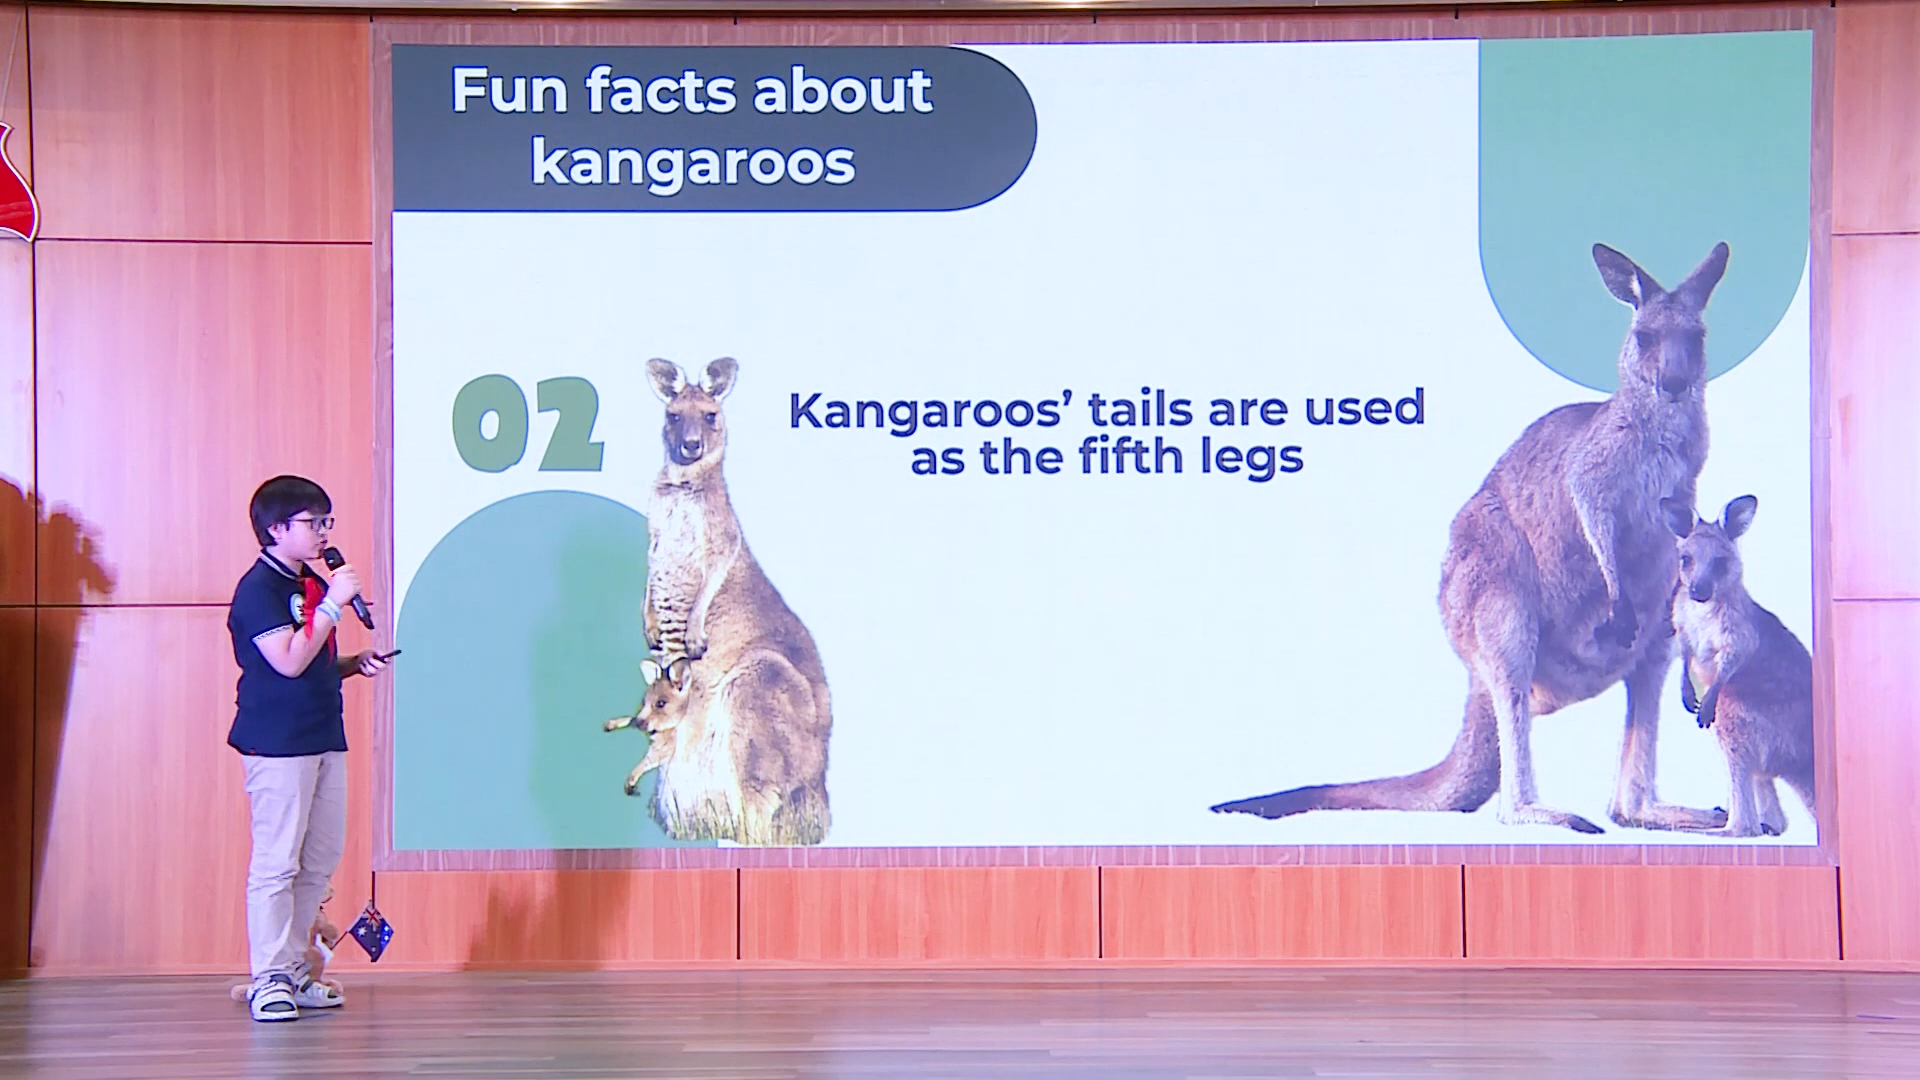 Fun facts about
kangaroos
02
Kangaroos’ tails are used
as the fifth legs